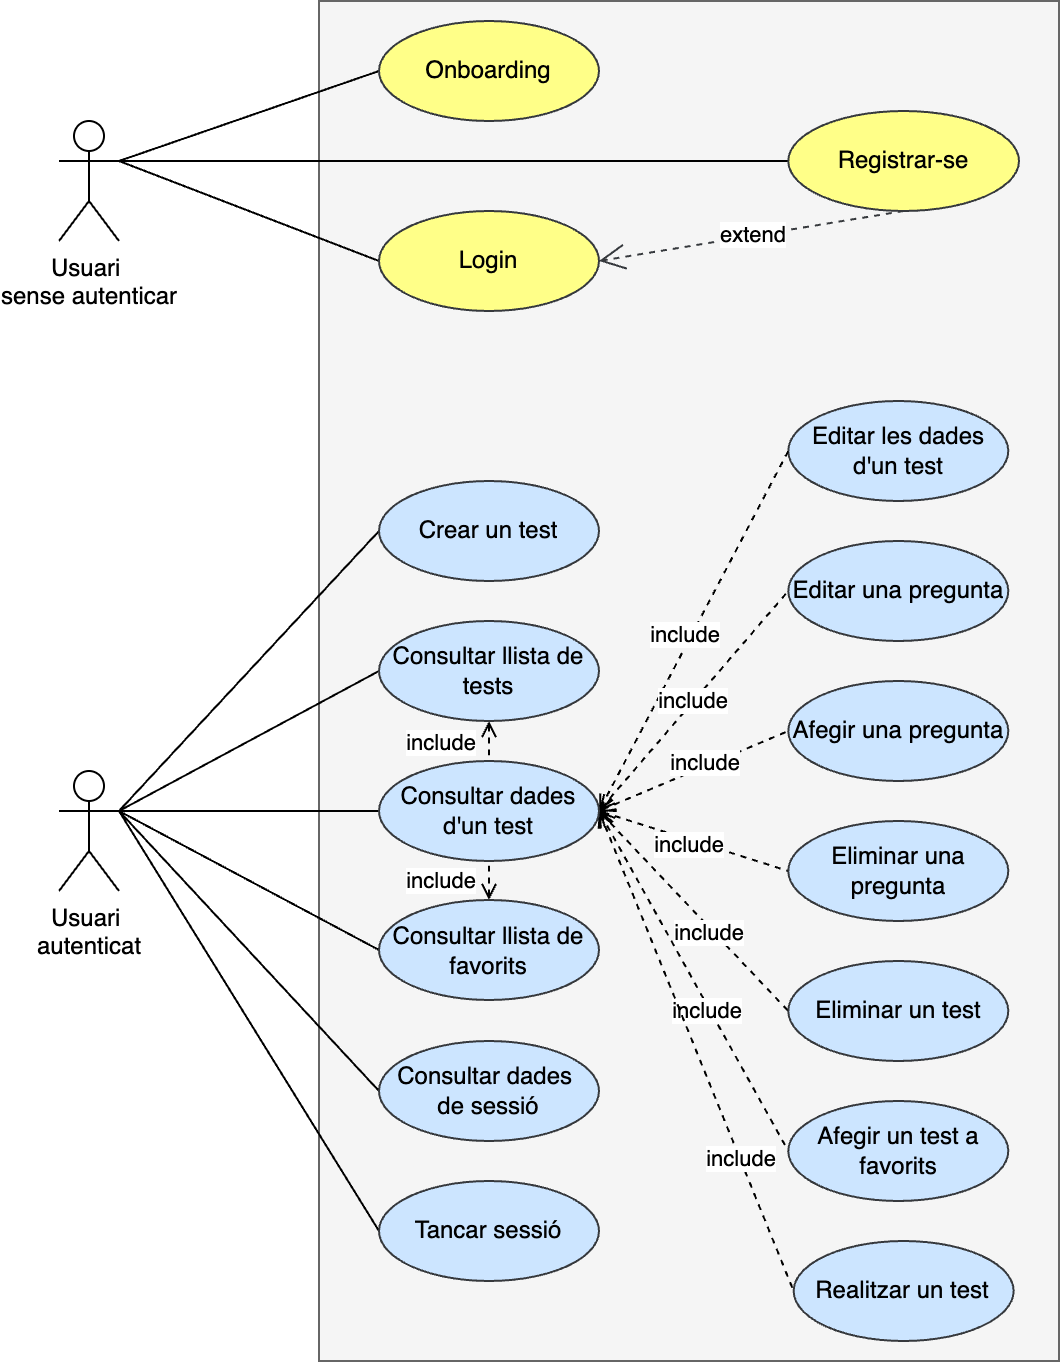 Onboarding
Registrar-se
extend
Login
Usuari
sense autenticar
Editar les dades
d'un test
Crear un test
Editar una pregunta
include
Consultar llista de
tests
include
Afegir una pregunta
include
include
Consultar dades
d'un test
include
Eliminar una
pregunta
include
Usuari
autenticat
Consultar llista de
favorits
include
Eliminar un test
include
Consultar dades
de sessió
Afegir un test a
favorits
include
Tancar sessió
Realitzar un test